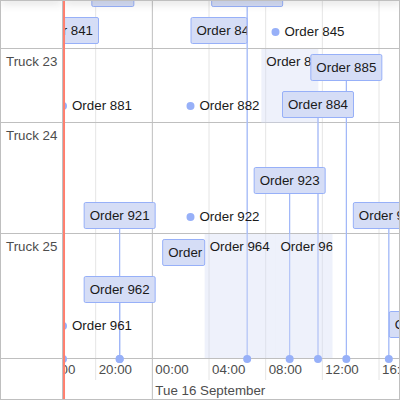 841
Order 84
Order 845
Truck 23
Order 8
Order 885
Order 881
Order 882
Order 884
Truck 24
Order 923
Order 921
Order 922
Order 9
Truck 25
Order
Order 964
Order 96
Order 962
Order 961
00
20:00
00:00
04:00
08:00
12:00
16:
Tue 16 September